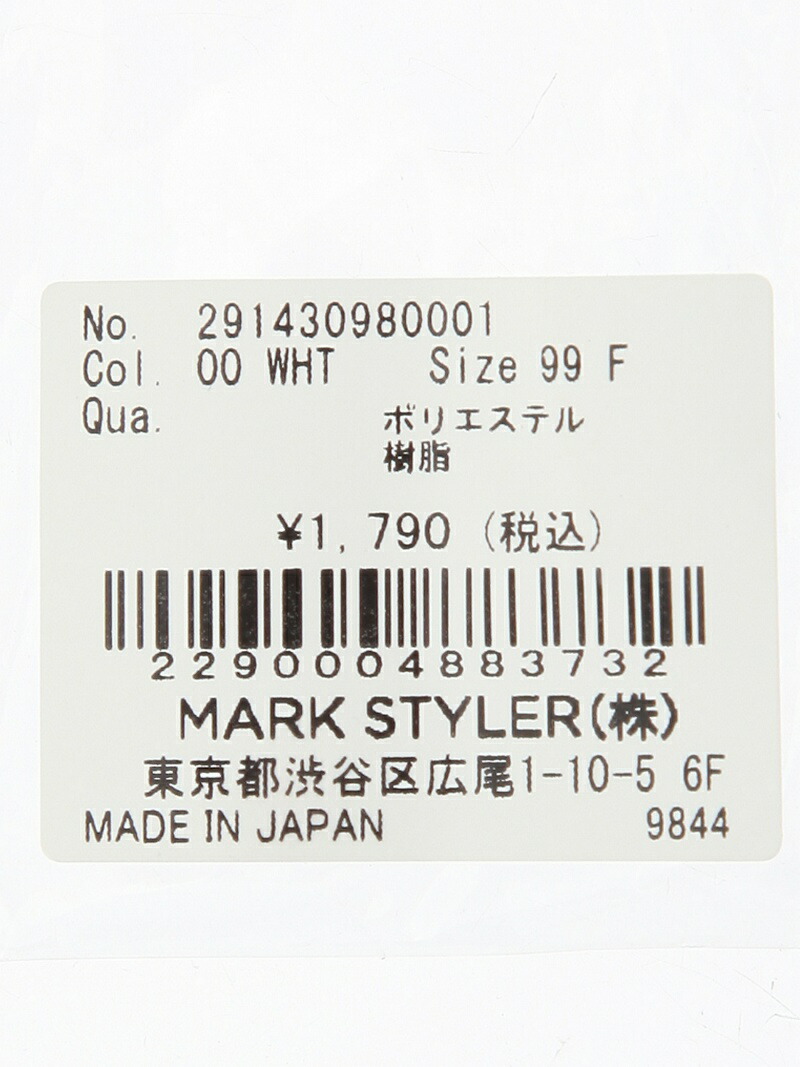 No. 291430980001
Col. 00 WHT Size 99 F
Qua. ポリエステル
樹脂
¥1,790 (税込)
2290004883732
MARK STYLER(株)
東京都渋谷区広尾1-10-5 6F
MADE IN JAPAN 9844